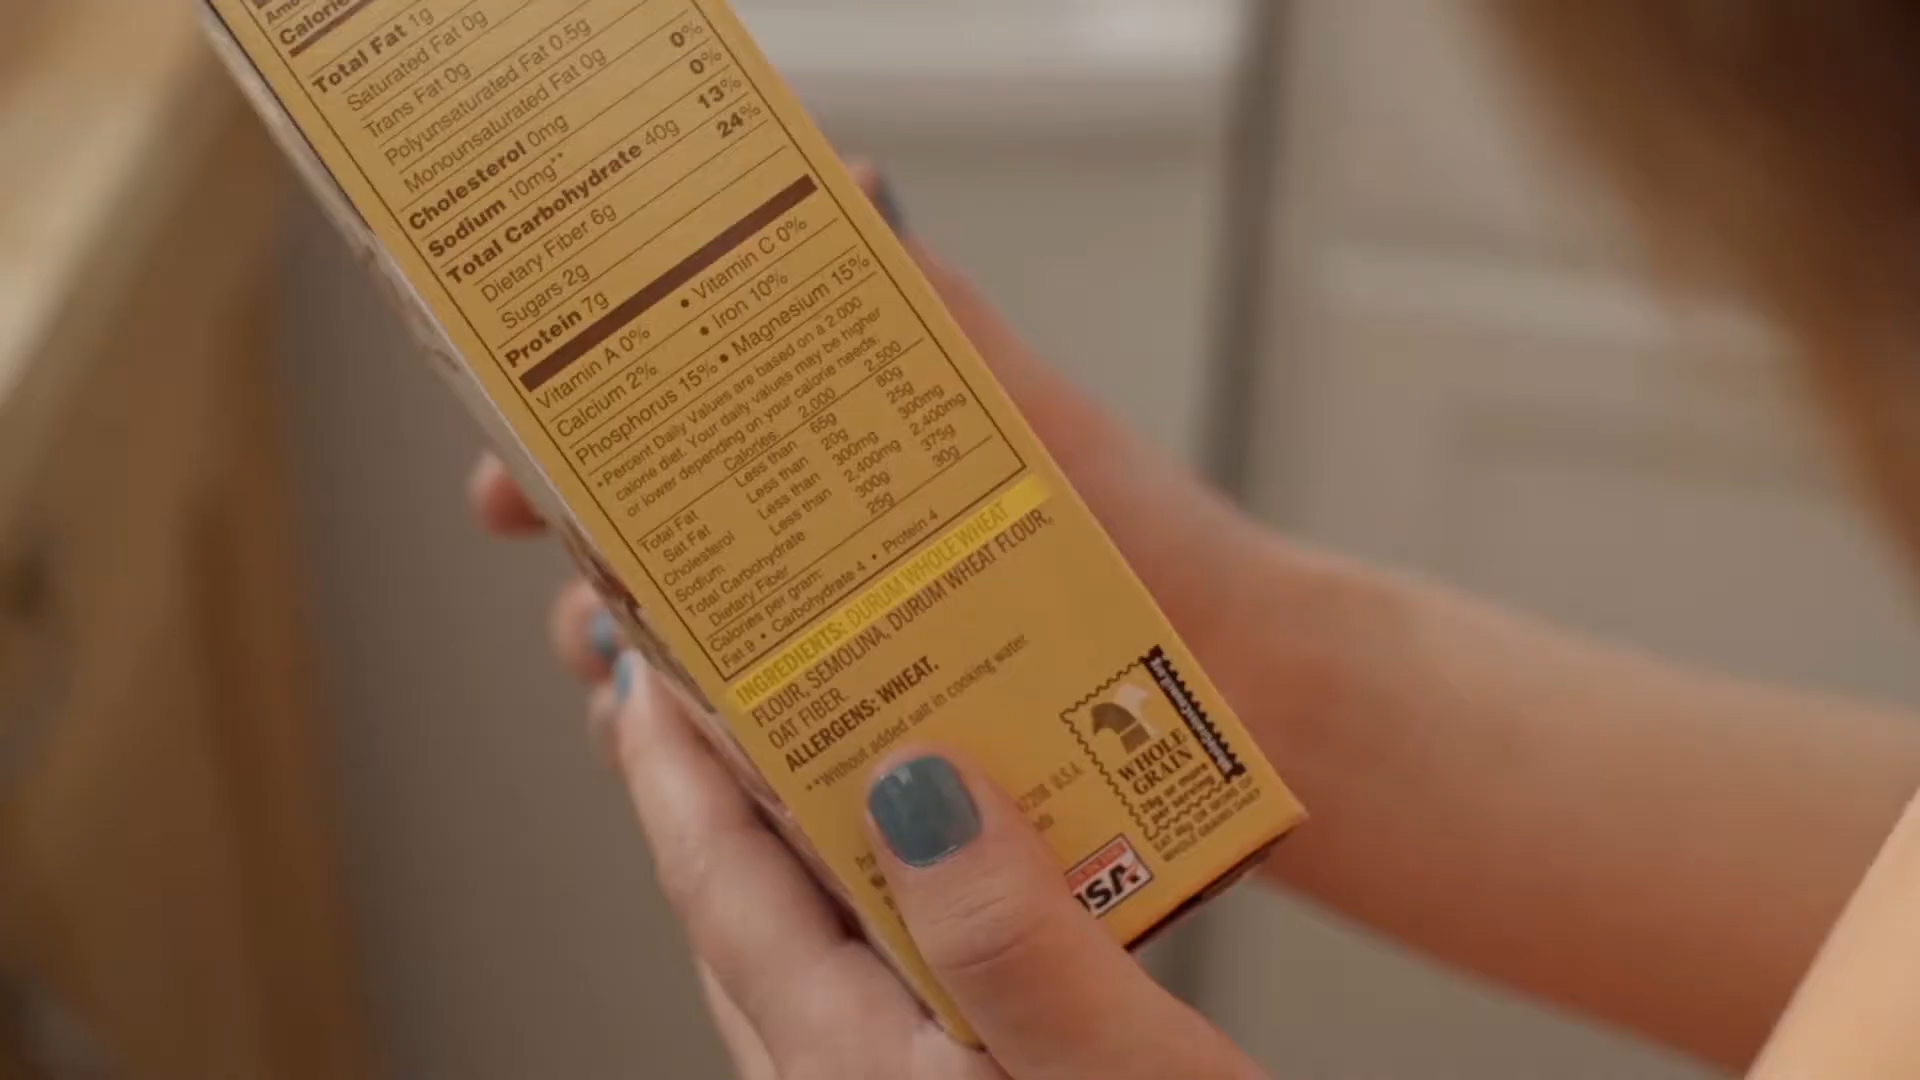 Calorie
Total Fat 1g
Saturated Fat 0g
Trans Fat 0g
Polyunsaturated Fat 0.5g
Monounsaturated Fat 0g
Cholesterol 0mg 0%
Sodium 10mg** 0%
Total Carbohydrate 40g 13%
Dietary Fiber 6g 24%
Sugars 2g
Protein 7g
Vitamin A 0% • Vitamin C 0%
Calcium 2% • Iron 10%
Phosphorus 15% • Magnesium 15%
*Percent Daily Values are based on a 2,000
calorie diet. Your daily values may be higher
or lower depending on your calorie needs:
Calories 2,000 2,500
Total Fat Less than 65g 80g
Sat Fat Less than 20g 25g
Cholesterol Less than 300mg 300mg
Sodium Less than 2,400mg 2,400mg
Total Carbohydrate 300g 375g
Dietary Fiber 25g 30g
Calories per gram:
Fat 9 • Carbohydrate 4 • Protein 4
INGREDIENTS: DURUM WHOLE WHEAT
FLOUR, SEMOLINA, DURUM WHEAT FLOUR,
OAT FIBER.
ALLERGENS: WHEAT.
**Without added salt in cooking water.
U.S.A.
WHOLE
GRAIN
per serving
WHOLE GRAINS DAILY